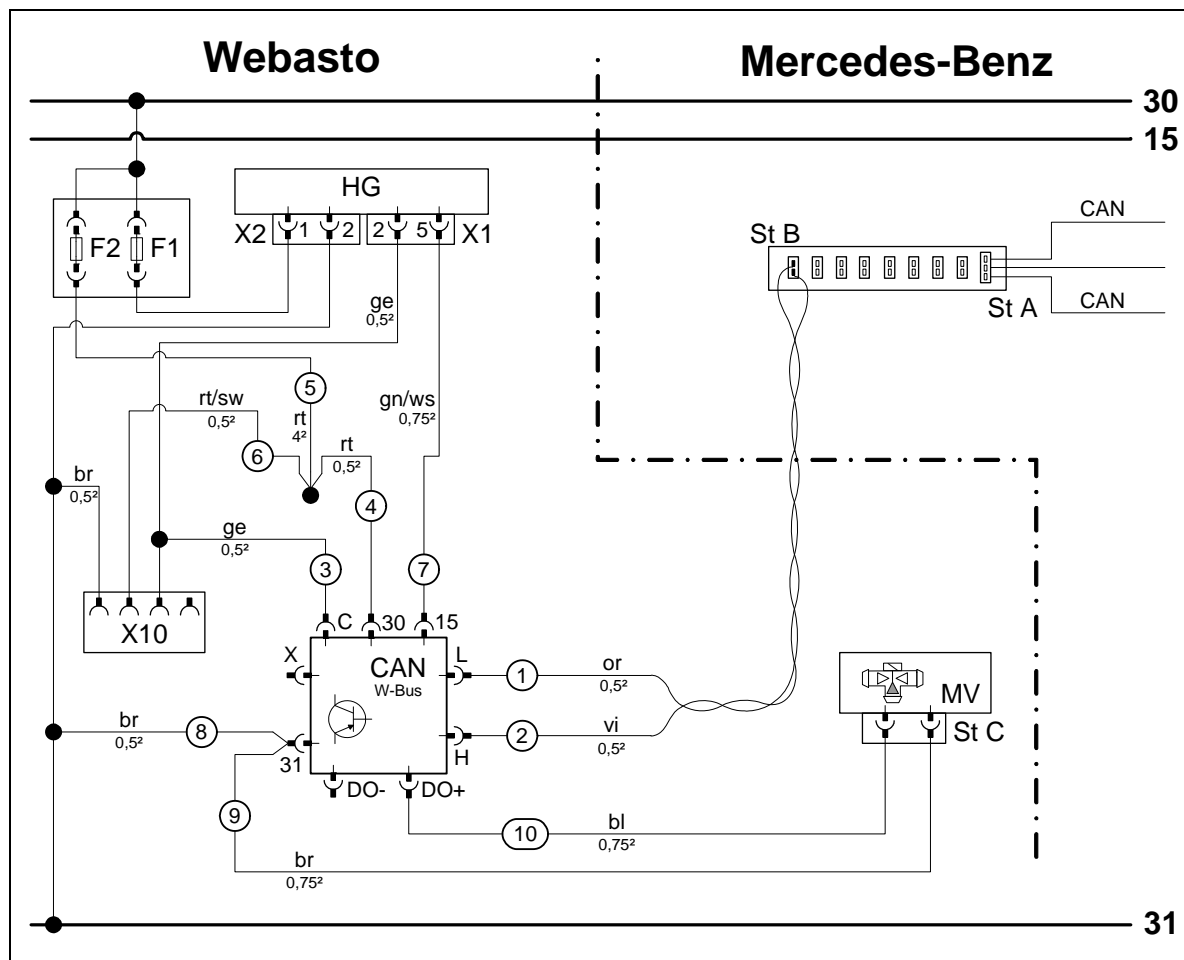 Webasto
Mercedes-Benz
30
15
HG
CAN
X2
1
2
2
5
X1
St B
F2
F1
St A
CAN
ge
0,5²
5
rt/sw
0,5²
gn/ws
0,75²
rt
4²
rt
0,5²
6
br
0,5²
4
ge
0,5²
3
7
X10
C
30
15
X
CAN
W-Bus
L
1
or
0,5²
MV
br
0,5²
8
2
vi
0,5²
St C
31
H
DO-
DO+
9
10
bl
0,75²
br
0,75²
31